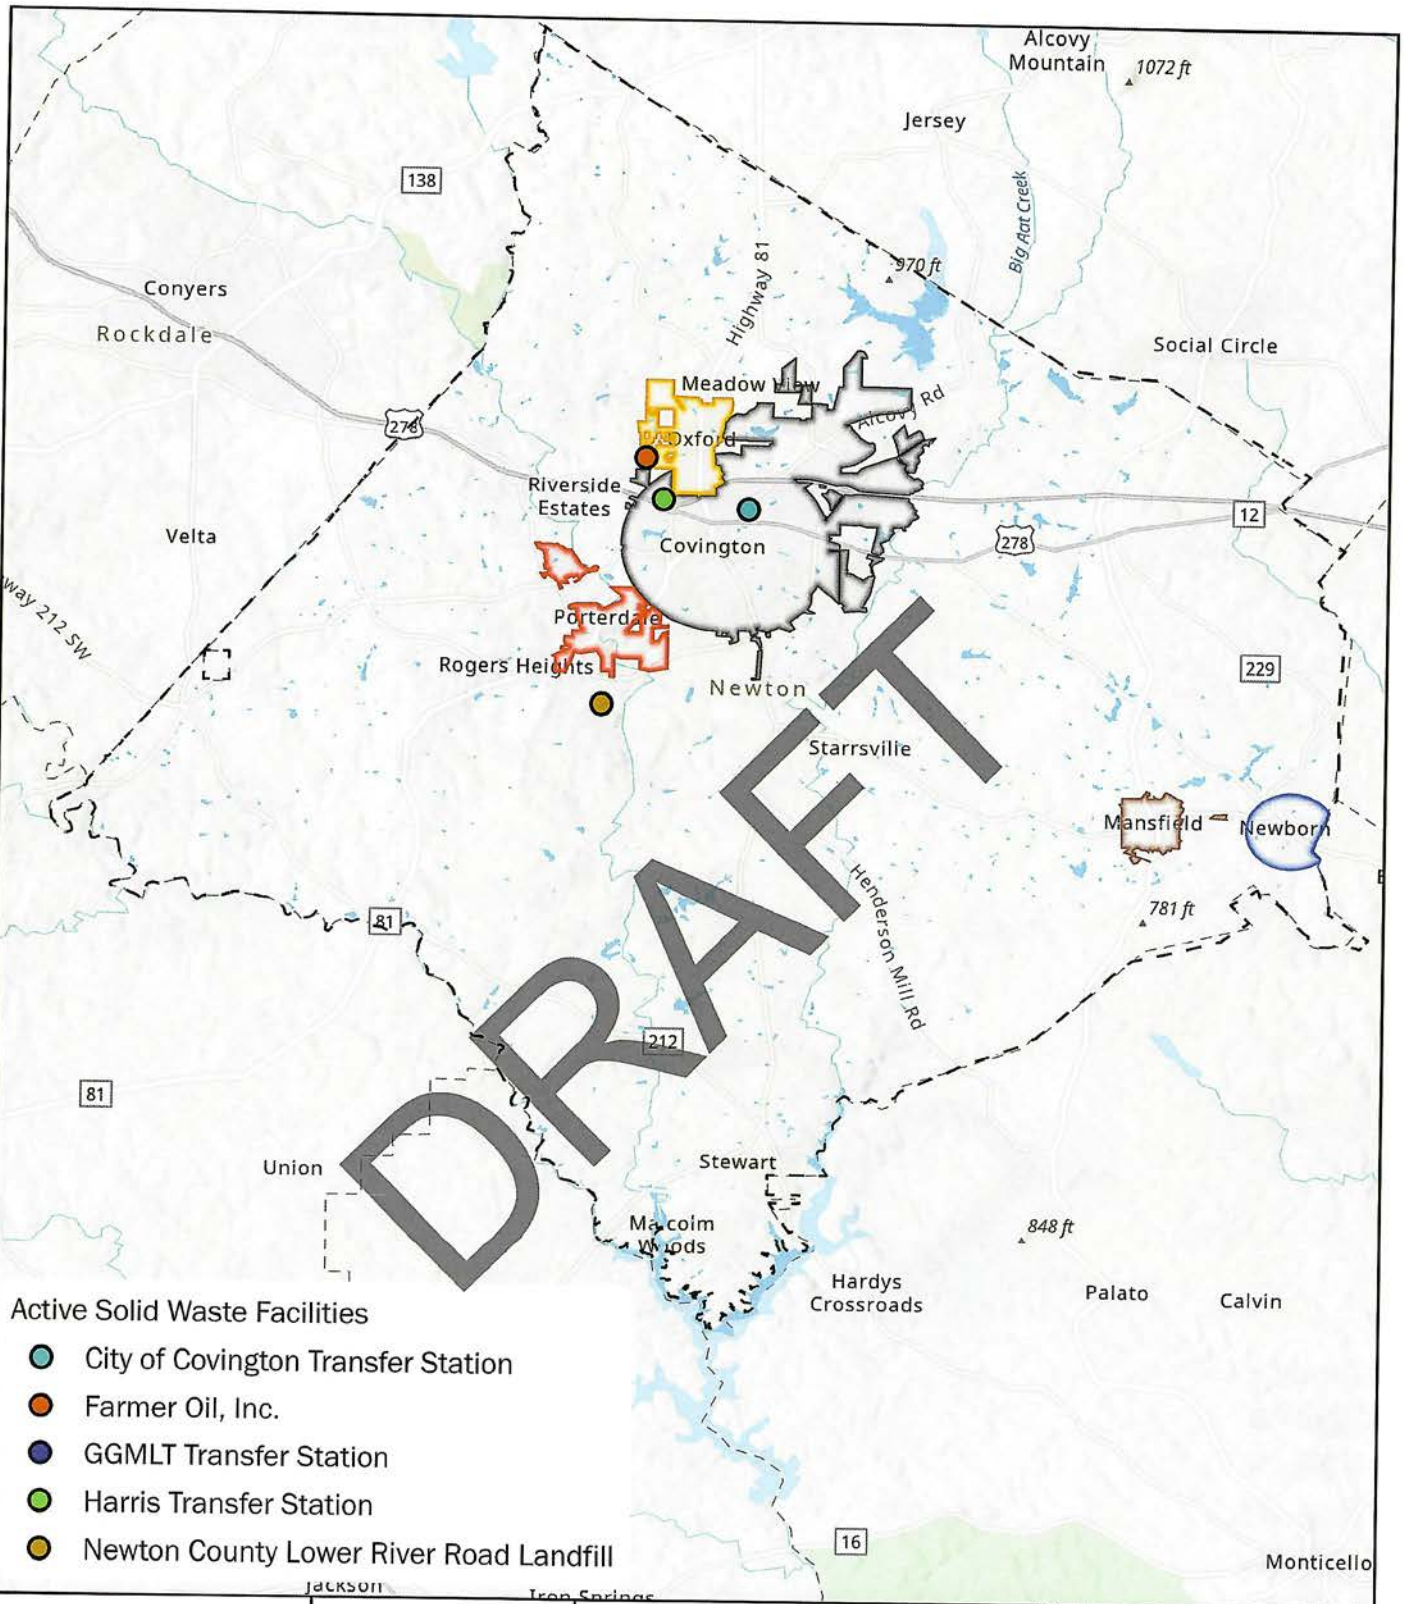 Alcovy
Mountain
1072 ft
Jersey
138
Big Aat Creek
970 ft
Highway 81
Conyers
Rockdale
Social Circle
Meadow View
278
Alcovy Rd
Oxford
Riverside
Estates
12
Velta
Covington
278
way 212 SW
Porterdale
Rogers Heights
229
Newton
Starrsville
Mansfield
Newborn
Henderson Mill Rd
781 ft
81
DRAFT
212
81
Union
Stewart
Malcolm
Woods
848 ft
Hardys
Crossroads
Palato
Calvin
Active Solid Waste Facilities
City of Covington Transfer Station
Farmer Oil, Inc.
GGMLT Transfer Station
Harris Transfer Station
Newton County Lower River Road Landfill
16
Monticello
Jackson
Iron Springs